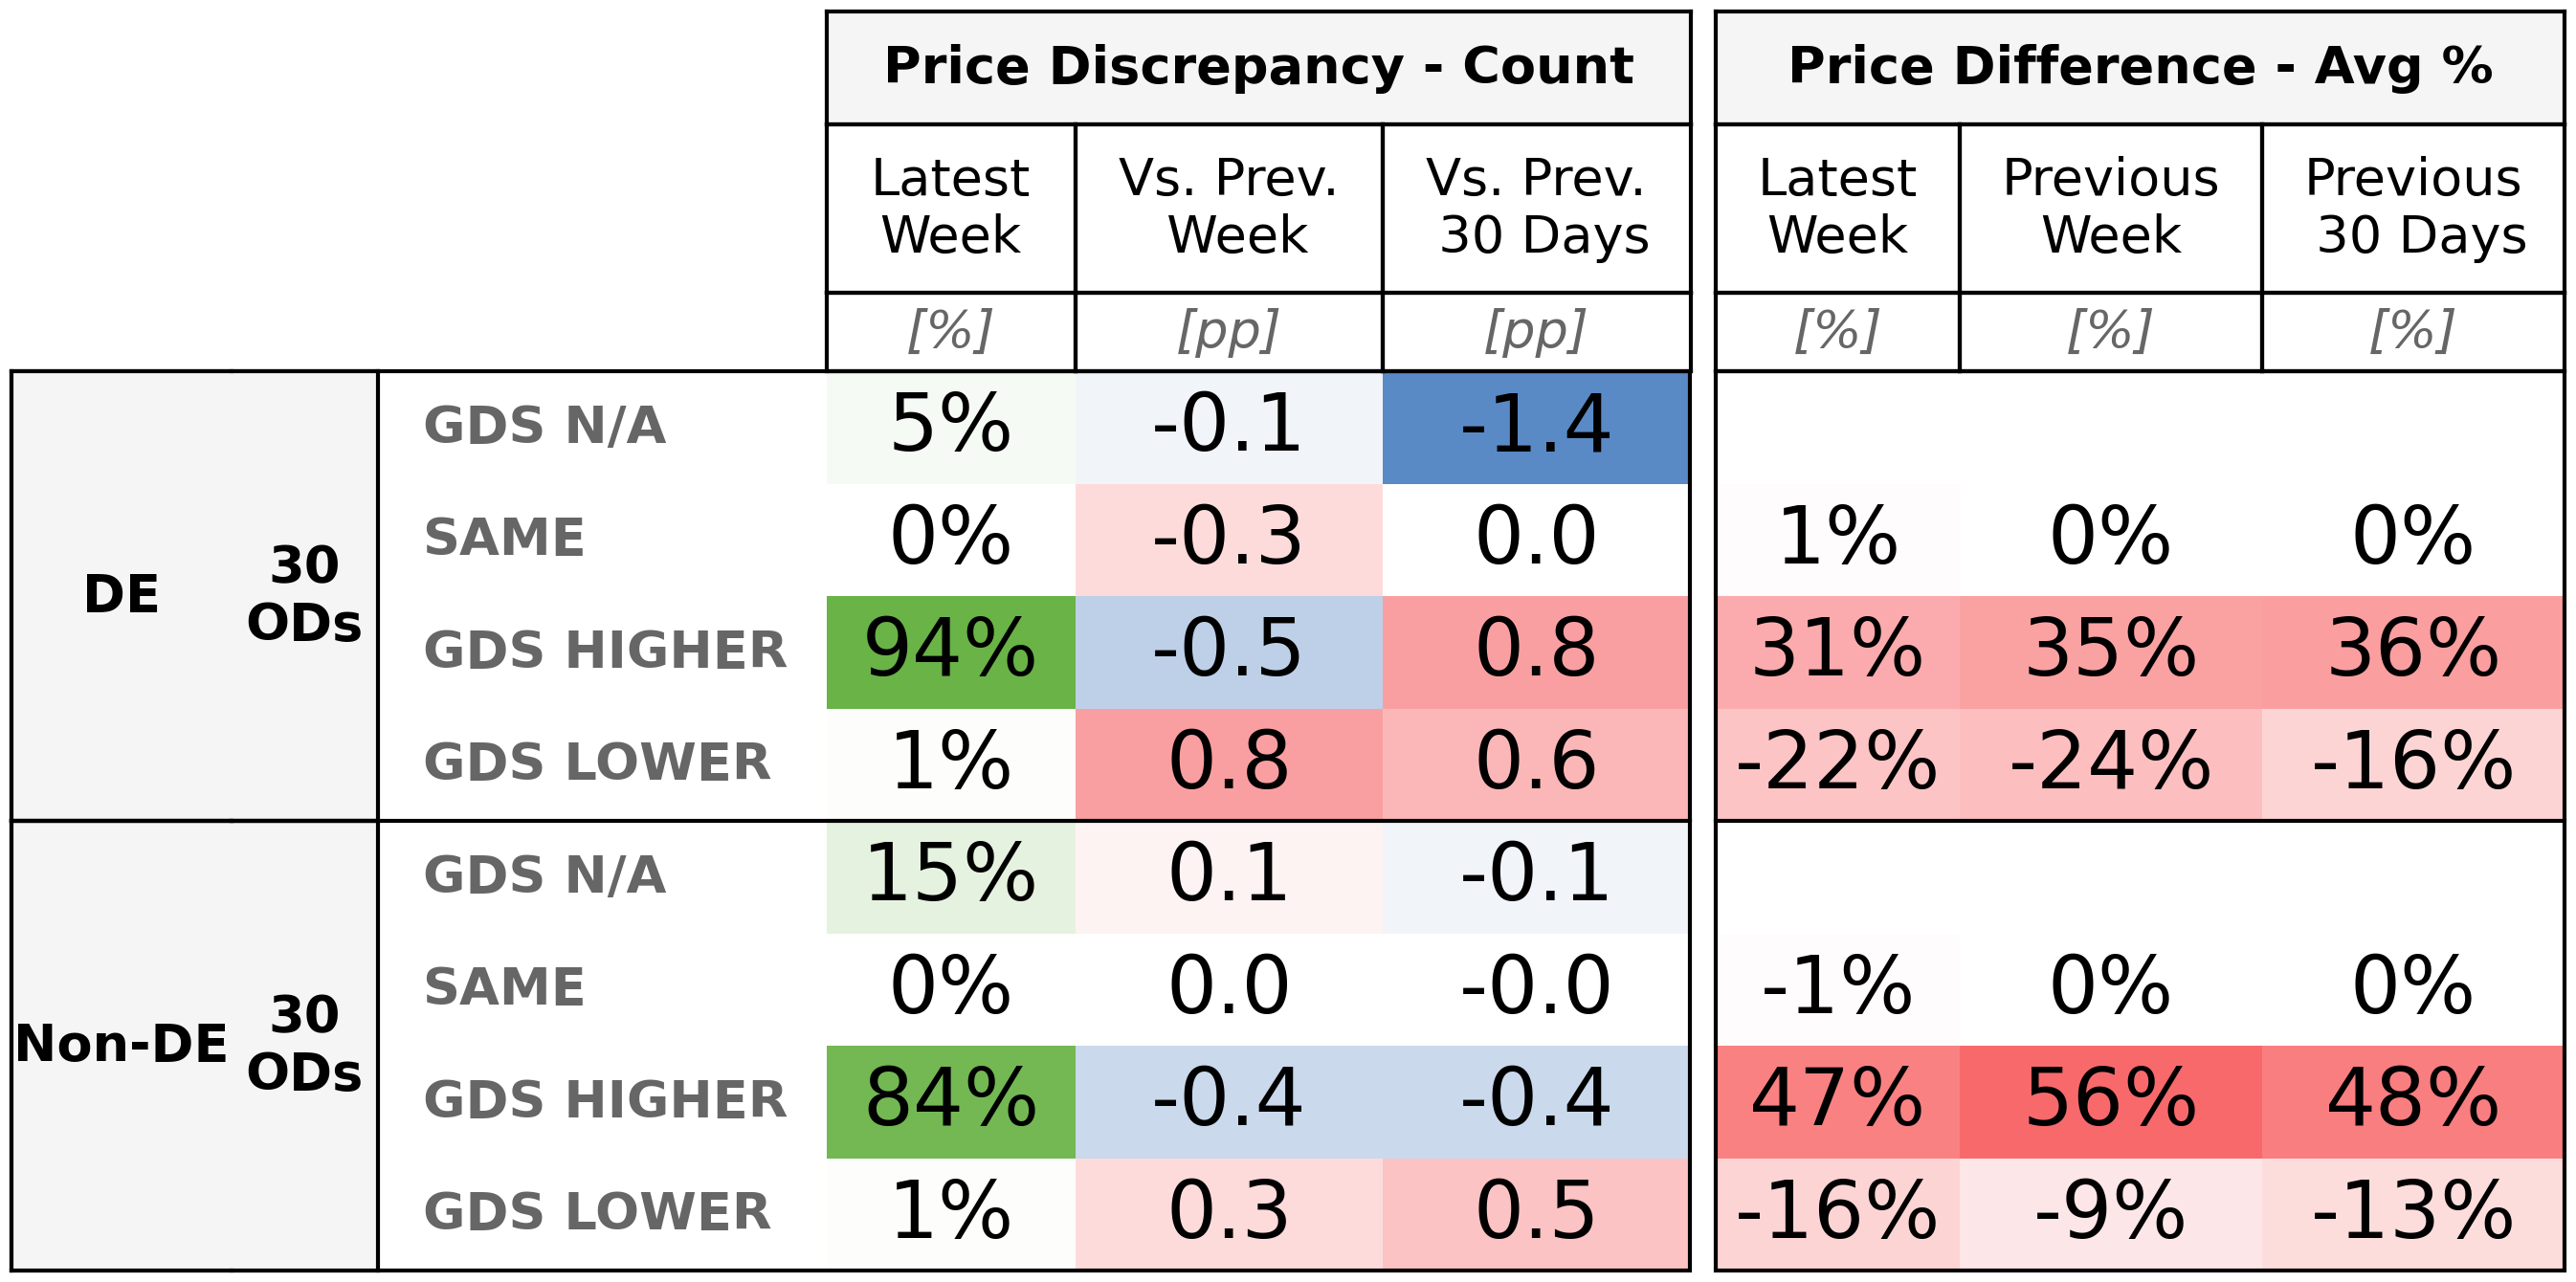 Price Discrepancy - Count Price Difference - Avg %
Latest Week Vs. Prev. Week Vs. Prev. 30 Days Latest Week Previous Week Previous 30 Days
[%] [pp] [pp] [%] [%] [%]
DE 30 ODs
GDS N/A 5% -0.1 -1.4
SAME 0% -0.3 0.0 1% 0% 0%
GDS HIGHER 94% -0.5 0.8 31% 35% 36%
GDS LOWER 1% 0.8 0.6 -22% -24% -16%
Non-DE 30 ODs
GDS N/A 15% 0.1 -0.1
SAME 0% 0.0 -0.0 -1% 0% 0%
GDS HIGHER 84% -0.4 -0.4 47% 56% 48%
GDS LOWER 1% 0.3 0.5 -16% -9% -13%